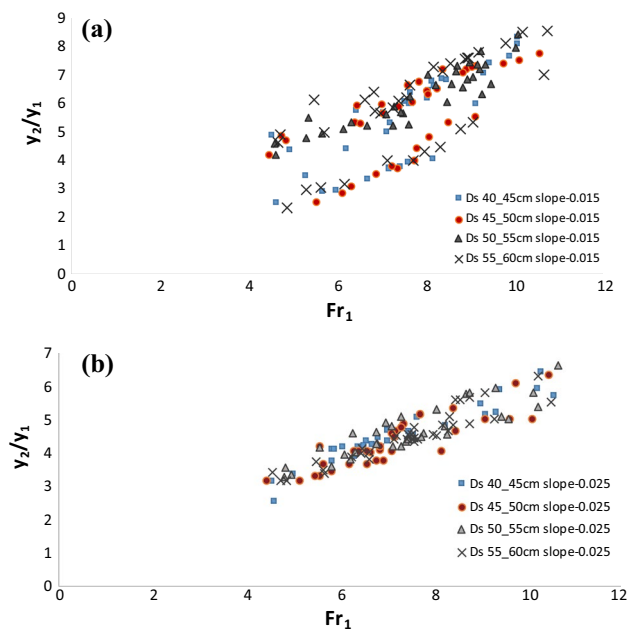 (a)
9
8
7
6
5
4
3
2
1
0
y2/y1
0 2 4 6 8 10 12
Fr1
Ds 40_45cm slope-0.015
Ds 45_50cm slope-0.015
Ds 50_55cm slope-0.015
Ds 55_60cm slope-0.015
(b)
7
6
5
4
3
2
1
0
y2/y1
0 2 4 6 8 10 12
Fr1
Ds 40_45cm slope-0.025
Ds 45_50cm slope-0.025
Ds 50_55cm slope-0.025
Ds 55_60cm slope-0.025